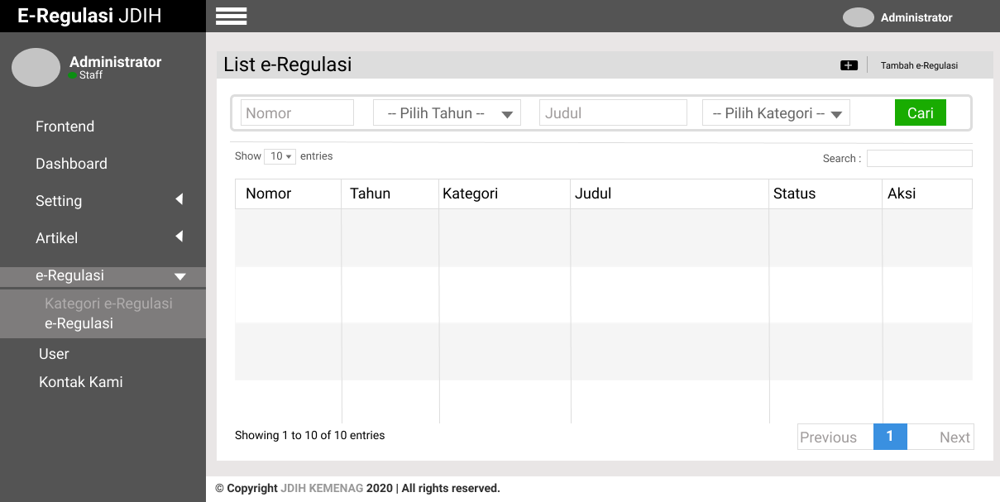 E-Regulasi JDIH
Administrator
Administrator
Staff
Frontend
Dashboard
Setting
Artikel
e-Regulasi
Kategori e-Regulasi
e-Regulasi
User
Kontak Kami
List e-Regulasi
Tambah e-Regulasi
Nomor -- Pilih Tahun -- Judul -- Pilih Kategori -- Cari
Show 10 entries
Search :
Nomor Tahun Kategori Judul Status Aksi
Showing 1 to 10 of 10 entries
Previous 1 Next
© Copyright JDIH KEMENAG 2020 | All rights reserved.